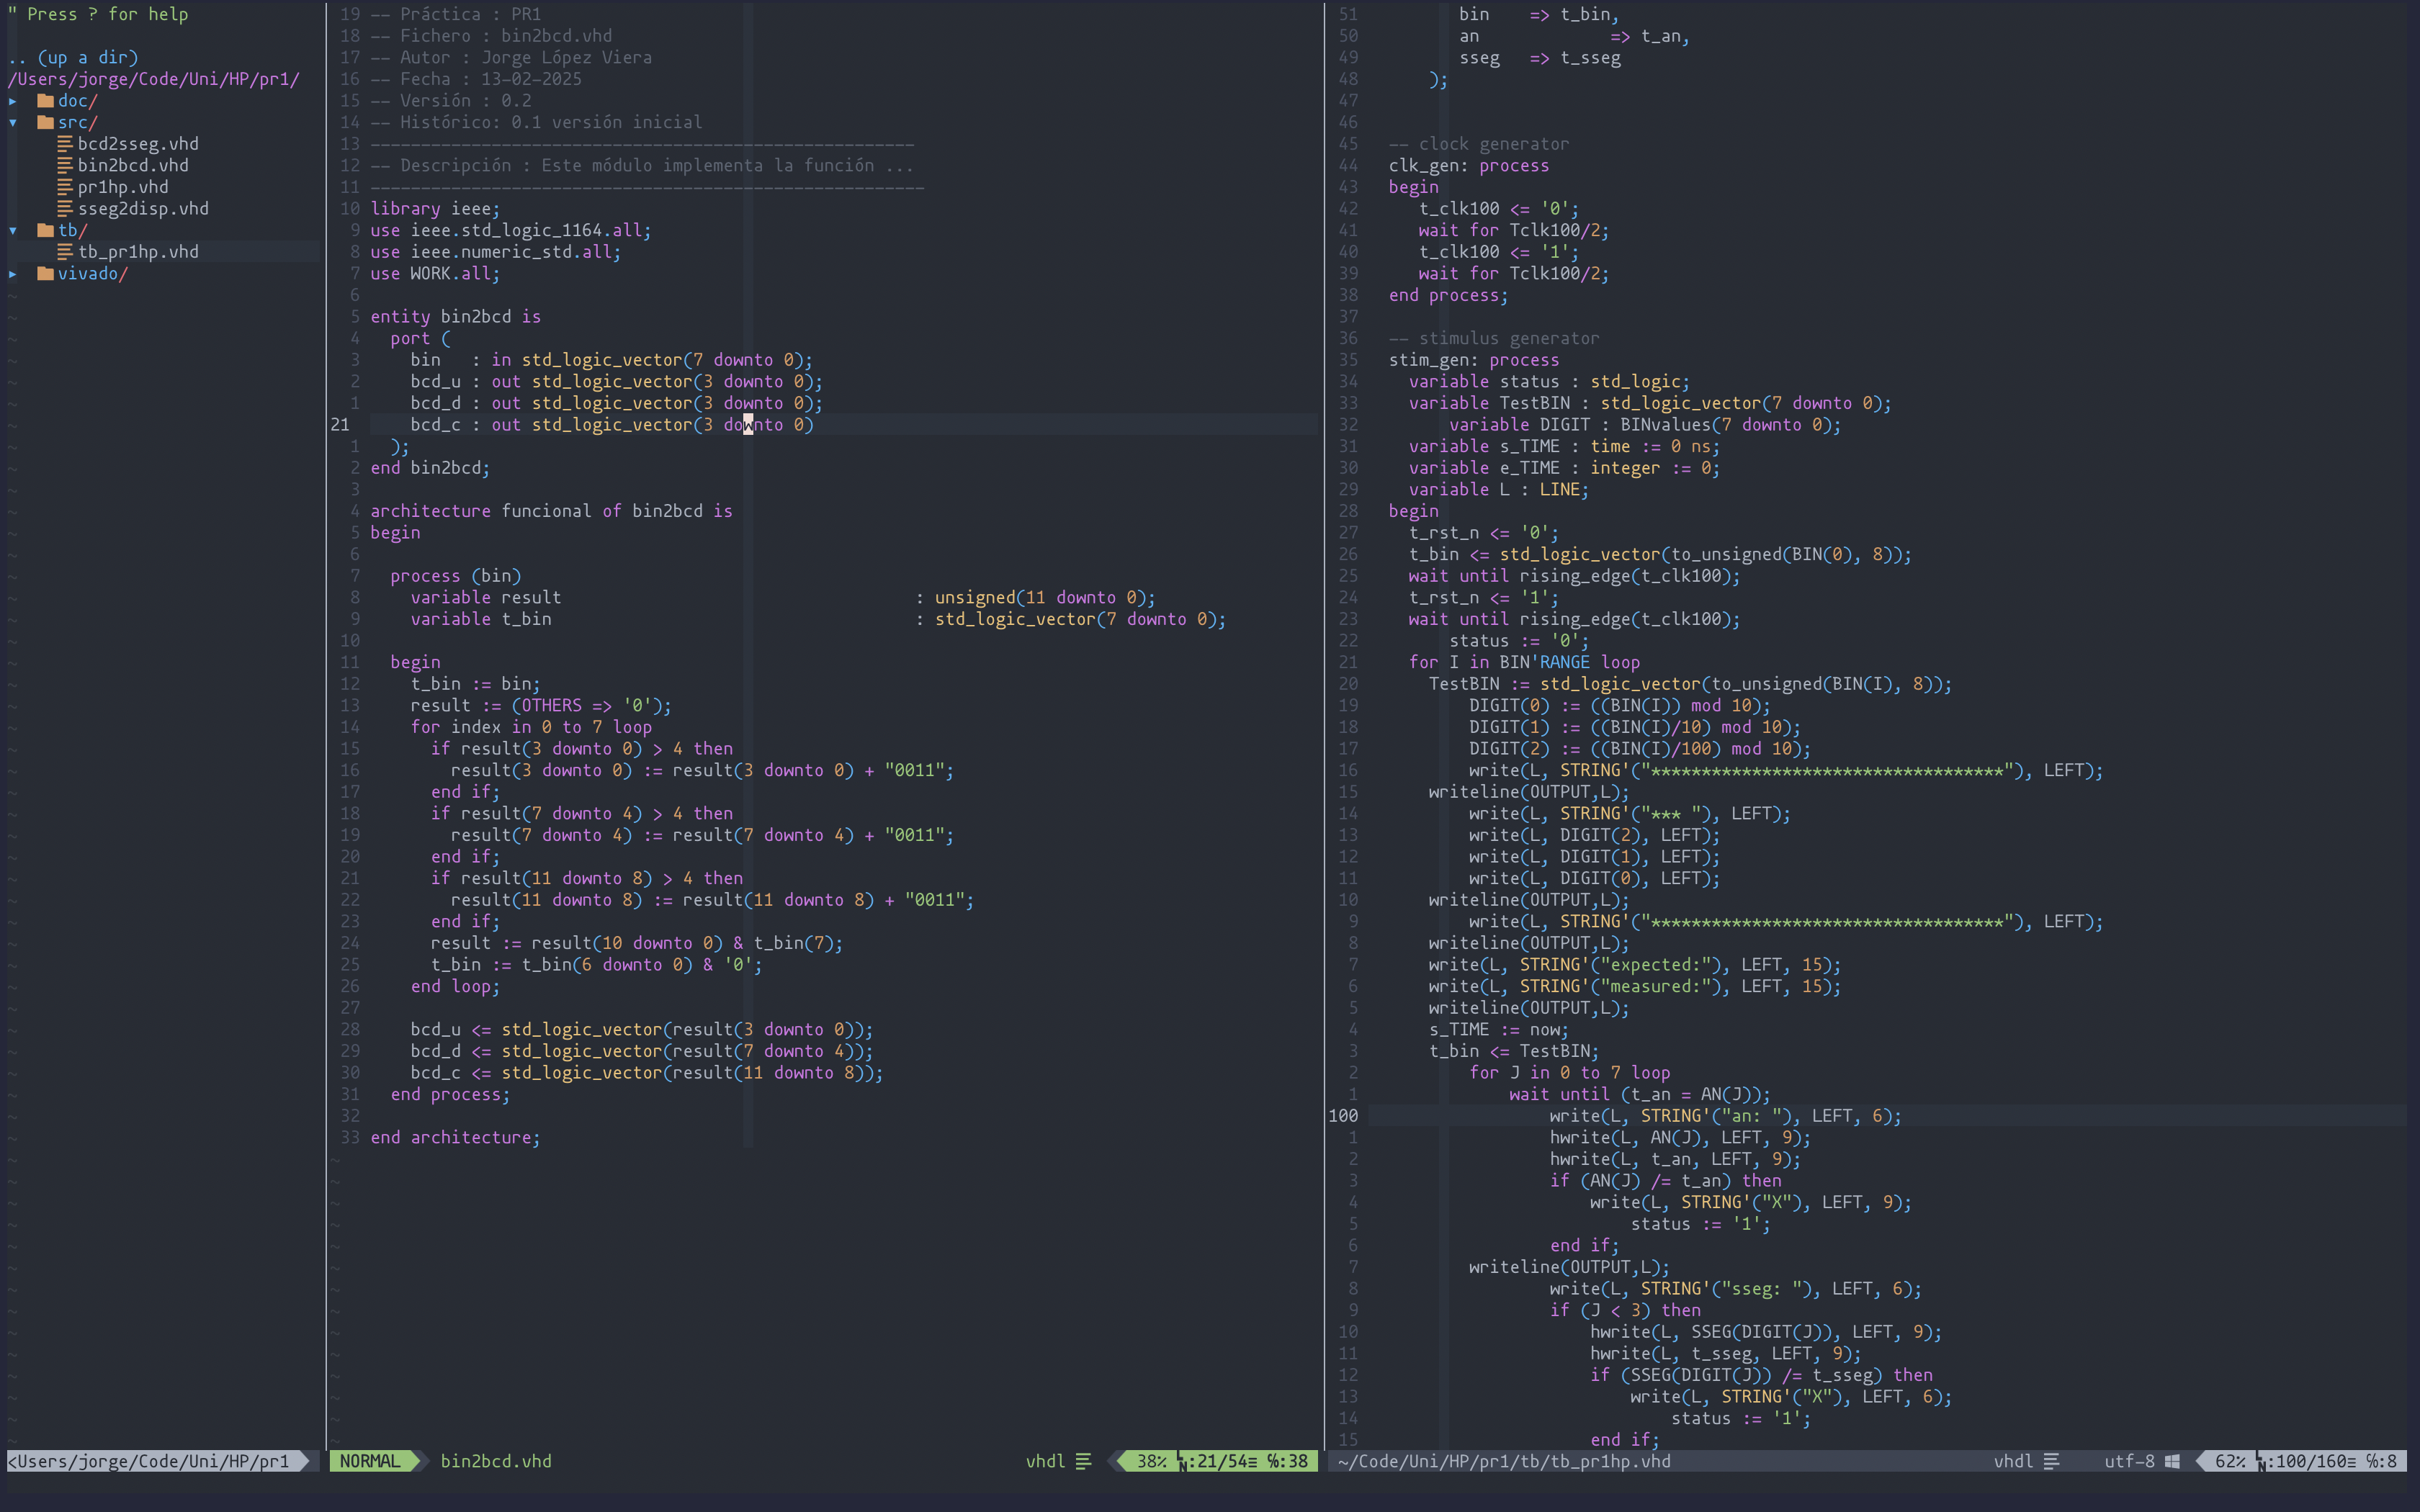 " Press ? for help
.. (up a dir)
/Users/jorge/Code/Uni/HP/pr1/
▸ doc/
▾ src/
bcd2sseg.vhd
bin2bcd.vhd
pr1hp.vhd
sseg2disp.vhd
▾ tb/
tb_pr1hp.vhd
▸ vivado/
<Users/jorge/Code/Uni/HP/pr1
19 -- Práctica : PR1
18 -- Fichero : bin2bcd.vhd
17 -- Autor : Jorge López Viera
16 -- Fecha : 13-02-2025
15 -- Versión : 0.2
14 -- Histórico: 0.1 versión inicial
13 ------------------------------------------------------
12 -- Descripción : Este módulo implementa la función ...
11 -------------------------------------------------------
10 library ieee;
9 use ieee.std_logic_1164.all;
8 use ieee.numeric_std.all;
7 use WORK.all;
6
5 entity bin2bcd is
4   port (
3     bin   : in std_logic_vector(7 downto 0);
2     bcd_u : out std_logic_vector(3 downto 0);
1     bcd_d : out std_logic_vector(3 downto 0);
21     bcd_c : out std_logic_vector(3 downto 0)
1   );
2 end bin2bcd;
3
4 architecture funcional of bin2bcd is
5 begin
6
7   process (bin)
8     variable result : unsigned(11 downto 0);
9     variable t_bin : std_logic_vector(7 downto 0);
10
11   begin
12     t_bin := bin;
13     result := (OTHERS => '0');
14     for index in 0 to 7 loop
15       if result(3 downto 0) > 4 then
16         result(3 downto 0) := result(3 downto 0) + "0011";
17       end if;
18       if result(7 downto 4) > 4 then
19         result(7 downto 4) := result(7 downto 4) + "0011";
20       end if;
21       if result(11 downto 8) > 4 then
22         result(11 downto 8) := result(11 downto 8) + "0011";
23       end if;
24       result := result(10 downto 0) & t_bin(7);
25       t_bin := t_bin(6 downto 0) & '0';
26     end loop;
27
28     bcd_u <= std_logic_vector(result(3 downto 0));
29     bcd_d <= std_logic_vector(result(7 downto 4));
30     bcd_c <= std_logic_vector(result(11 downto 8));
31   end process;
32
33 end architecture;
NORMAL bin2bcd.vhd vhdl 38% :21/54≡ ℅:38
51 bin => t_bin,
50 an => t_an,
49 sseg => t_sseg
48 );
47
46
45 -- clock generator
44 clk_gen: process
43 begin
42 t_clk100 <= '0';
41 wait for Tclk100/2;
40 t_clk100 <= '1';
39 wait for Tclk100/2;
38 end process;
37
36 -- stimulus generator
35 stim_gen: process
34 variable status : std_logic;
33 variable TestBIN : std_logic_vector(7 downto 0);
32 variable DIGIT : BINvalues(7 downto 0);
31 variable s_TIME : time := 0 ns;
30 variable e_TIME : integer := 0;
29 variable L : LINE;
28 begin
27 t_rst_n <= '0';
26 t_bin <= std_logic_vector(to_unsigned(BIN(0), 8));
25 wait until rising_edge(t_clk100);
24 t_rst_n <= '1';
23 wait until rising_edge(t_clk100);
22 status := '0';
21 for I in BIN'RANGE loop
20 TestBIN := std_logic_vector(to_unsigned(BIN(I), 8));
19 DIGIT(0) := ((BIN(I)) mod 10);
18 DIGIT(1) := ((BIN(I)/10) mod 10);
17 DIGIT(2) := ((BIN(I)/100) mod 10);
16 write(L, STRING'("***********************************"), LEFT);
15 writeline(OUTPUT,L);
14 write(L, STRING'("*** "), LEFT);
13 write(L, DIGIT(2), LEFT);
12 write(L, DIGIT(1), LEFT);
11 write(L, DIGIT(0), LEFT);
10 writeline(OUTPUT,L);
9 write(L, STRING'("***********************************"), LEFT);
8 writeline(OUTPUT,L);
7 write(L, STRING'("expected:"), LEFT, 15);
6 write(L, STRING'("measured:"), LEFT, 15);
5 writeline(OUTPUT,L);
4 s_TIME := now;
3 t_bin <= TestBIN;
2 for J in 0 to 7 loop
1 wait until (t_an = AN(J));
100 write(L, STRING'("an: "), LEFT, 6);
1 hwrite(L, AN(J), LEFT, 9);
2 hwrite(L, t_an, LEFT, 9);
3 if (AN(J) /= t_an) then
4 write(L, STRING'("X"), LEFT, 9);
5 status := '1';
6 end if;
7 writeline(OUTPUT,L);
8 write(L, STRING'("sseg: "), LEFT, 6);
9 if (J < 3) then
10 hwrite(L, SSEG(DIGIT(J)), LEFT, 9);
11 hwrite(L, t_sseg, LEFT, 9);
12 if (SSEG(DIGIT(J)) /= t_sseg) then
13 write(L, STRING'("X"), LEFT, 6);
14 status := '1';
15 end if;
~/Code/Uni/HP/pr1/tb/tb_pr1hp.vhd vhdl utf-8 62% :100/160≡ ℅:8